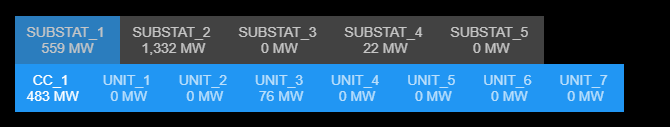 SUBSTAT_1 SUBSTAT_2 SUBSTAT_3 SUBSTAT_4 SUBSTAT_5
559 MW 1,332 MW 0 MW 22 MW 0 MW
CC_1 UNIT_1 UNIT_2 UNIT_3 UNIT_4 UNIT_5 UNIT_6 UNIT_7
483 MW 0 MW 0 MW 76 MW 0 MW 0 MW 0 MW 0 MW